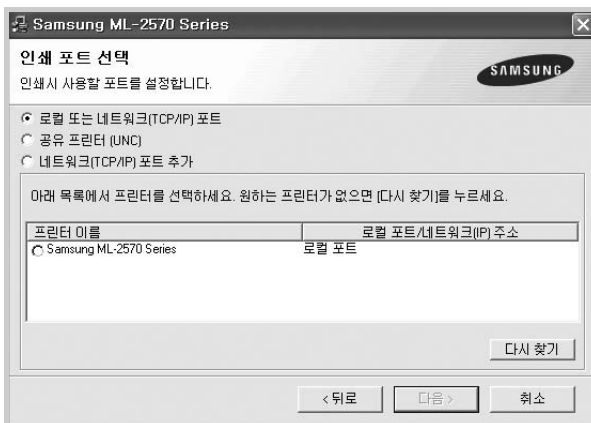 Samsung ML-2570 Series
인쇄 포트 선택
인쇄시 사용할 포트를 설정합니다.
SAMSUNG
로컬 또는 네트워크(TCP/IP) 포트
공유 프린터 (UNC)
네트워크(TCP/IP) 포트 추가
아래 목록에서 프린터를 선택하세요. 원하는 프린터가 없으면 [다시 찾기]를 누르세요.
프린터 이름 로컬 포트/네트워크(IP) 주소
Samsung ML-2570 Series 로컬 포트
다시 찾기
<뒤로 다음> 취소